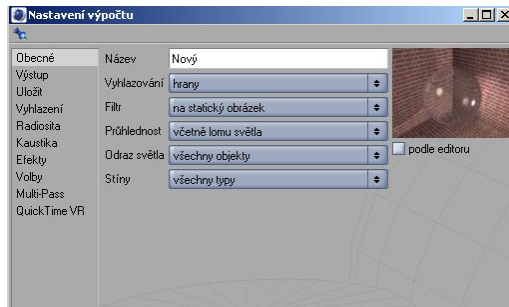 Nastavení výpočtu
Obecné
Výstup
Uložit
Vyhlazení
Radiosita
Kaustika
Efekty
Volby
Multi-Pass
QuickTime VR
Název Nový
Vyhlazování hrany
Filtr na statický obrázek
Průhlednost včetně lomu světla
Odraz světla všechny objekty
Stíny všechny typy
podle editoru